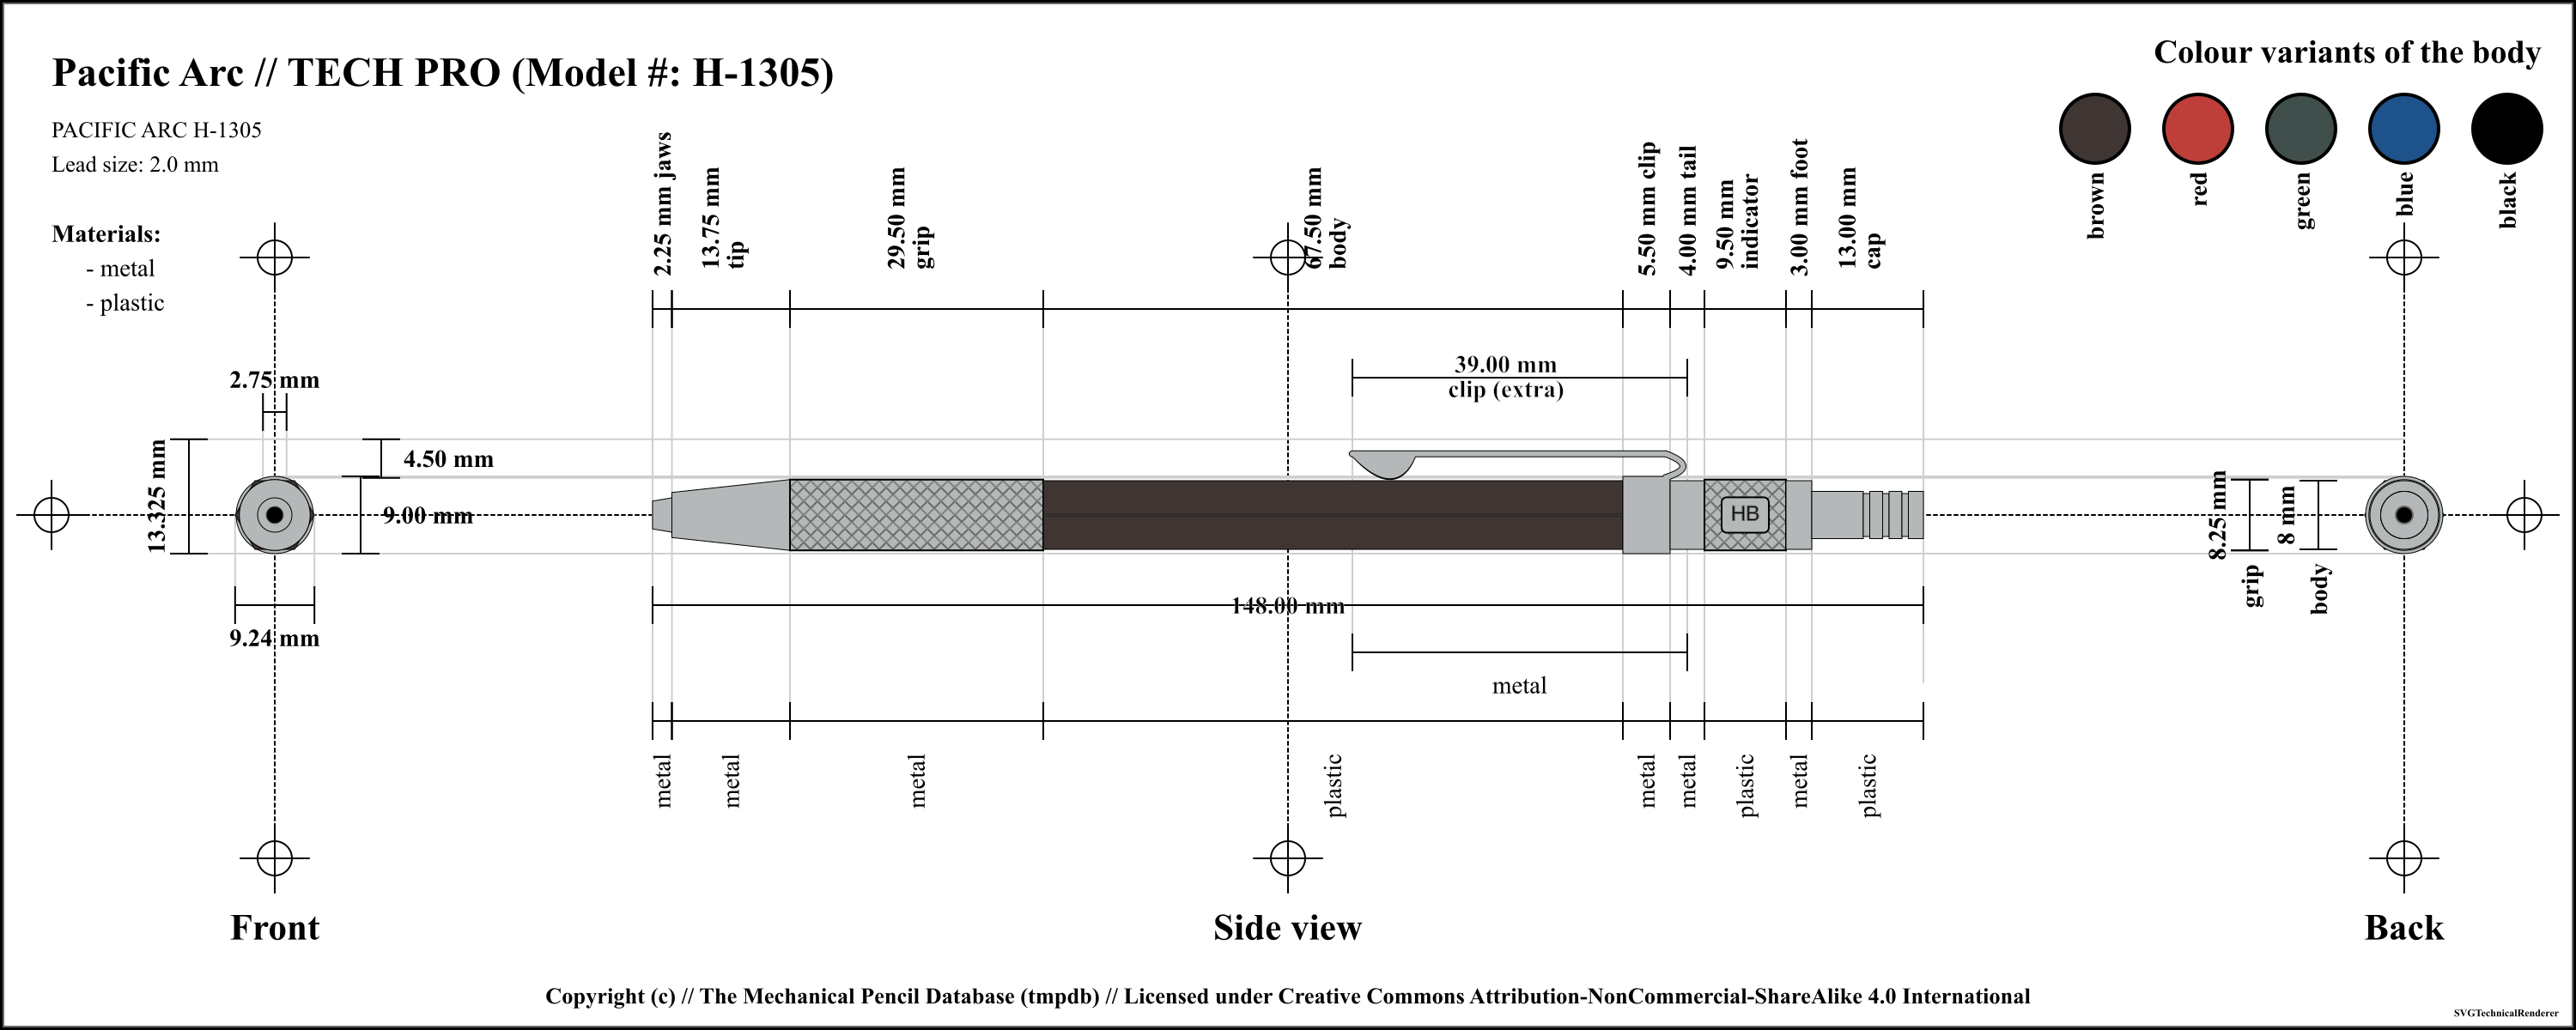 Pacific Arc // TECH PRO (Model #: H-1305)
PACIFIC ARC H-1305
Lead size: 2.0 mm
Materials:
- metal
- plastic
Colour variants of the body
brown
red
green
blue
black
2.25 mm jaws
13.75 mm
tip
29.50 mm
grip
67.50 mm
body
5.50 mm clip
4.00 mm tail
9.50 mm
indicator
3.00 mm foot
13.00 mm
cap
39.00 mm
clip (extra)
2.75 mm
13.325 mm
4.50 mm
9.00 mm
9.24 mm
HB
148.00 mm
metal
8.25 mm
grip
8 mm
body
metal
metal
metal
plastic
metal
metal
plastic
metal
plastic
Front
Side view
Back
Copyright (c) // The Mechanical Pencil Database (tmpdb) // Licensed under Creative Commons Attribution-NonCommercial-ShareAlike 4.0 International
SVGTechnicalRenderer